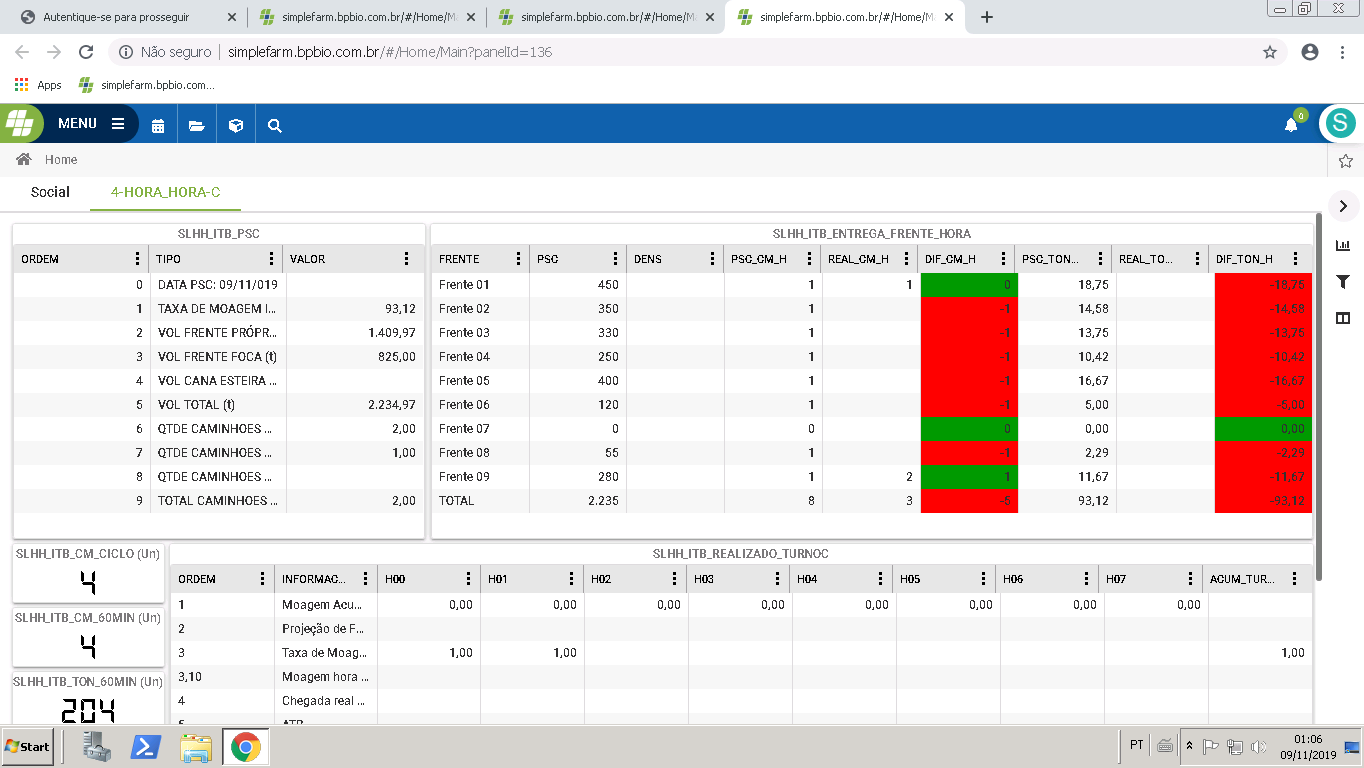 Autentique-se para prosseguir
simplefarm.bpbio.com.br/#/Home/Ma
simplefarm.bpbio.com.br/#/Home/Ma
simplefarm.bpbio.com.br/#/Home/Ma
Não seguro | simplefarm.bpbio.com.br/#/Home/Main?panelId=136
Apps simplefarm.bpbio.com...
MENU 0 S
Home
Social 4-HORA_HORA-C
SLHH_ITB_PSC
ORDEM TIPO VALOR
0 DATA PSC: 09/11/019
1 TAXA DE MOAGEM I... 93,12
2 VOL FRENTE PRÓPR... 1.409,97
3 VOL FRENTE FOCA (t) 825,00
4 VOL CANA ESTEIRA ...
5 VOL TOTAL (t) 2.234,97
6 QTDE CAMINHOES ... 2,00
7 QTDE CAMINHOES ... 1,00
8 QTDE CAMINHOES ...
9 TOTAL CAMINHOES ... 2,00
SLHH_ITB_ENTREGA_FRENTE_HORA
FRENTE PSC DENS PSC_CM_H REAL_CM_H DIF_CM_H PSC_TON... REAL_TO... DIF_TON_H
Frente 01 450 1 1 0 18,75 -18,75
Frente 02 350 1 -1 14,58 -14,58
Frente 03 330 1 -1 13,75 -13,75
Frente 04 250 1 -1 10,42 -10,42
Frente 05 400 1 -1 16,67 -16,67
Frente 06 120 1 -1 5,00 -5,00
Frente 07 0 0 0 0,00 0,00
Frente 08 55 1 -1 2,29 -2,29
Frente 09 280 1 2 1 11,67 -11,67
TOTAL 2.235 8 3 -5 93,12 -93,12
SLHH_ITB_CM_CICLO (Un)
4
SLHH_ITB_CM_60MIN (Un)
4
SLHH_ITB_TON_60MIN (Un)
204
SLHH_ITB_REALIZADO_TURNOC
ORDEM INFORMAC... H00 H01 H02 H03 H04 H05 H06 H07 ACUM_TUR...
1 Moagem Acu... 0,00 0,00 0,00 0,00 0,00 0,00 0,00 0,00
2 Projeção de F...
3 Taxa de Moag... 1,00 1,00 1,00
3,10 Moagem hora ...
4 Chegada real ...
5 ATR
Start PT 01:06
09/11/2019